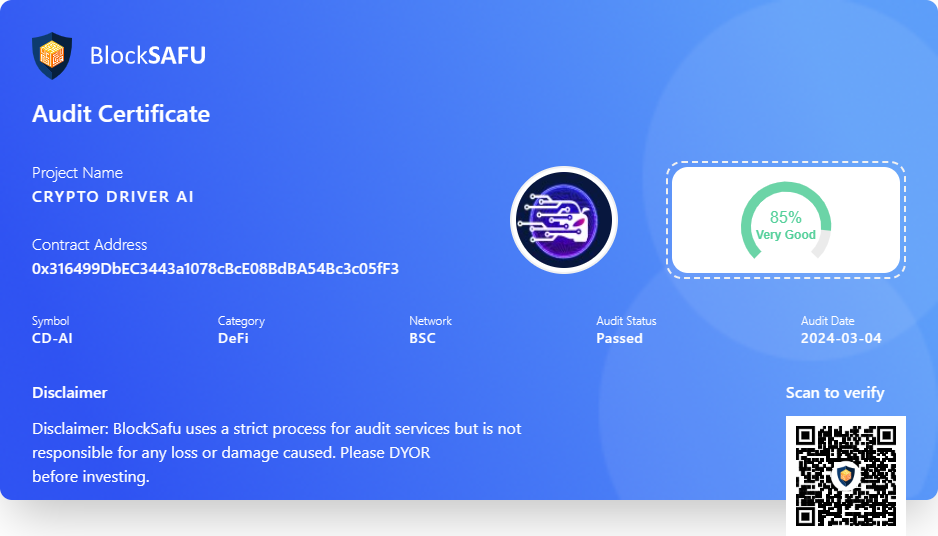 BlockSAFU
Audit Certificate
Project Name
CRYPTO DRIVER AI
Contract Address
0x316499DbEC3443a1078cBcE08BdBA54Bc3c05fF3
85%
Very Good
Symbol
CD-AI
Category
DeFi
Network
BSC
Audit Status
Passed
Audit Date
2024-03-04
Disclaimer
Disclaimer: BlockSafu uses a strict process for audit services but is not
responsible for any loss or damage caused. Please DYOR
before investing.
Scan to verify